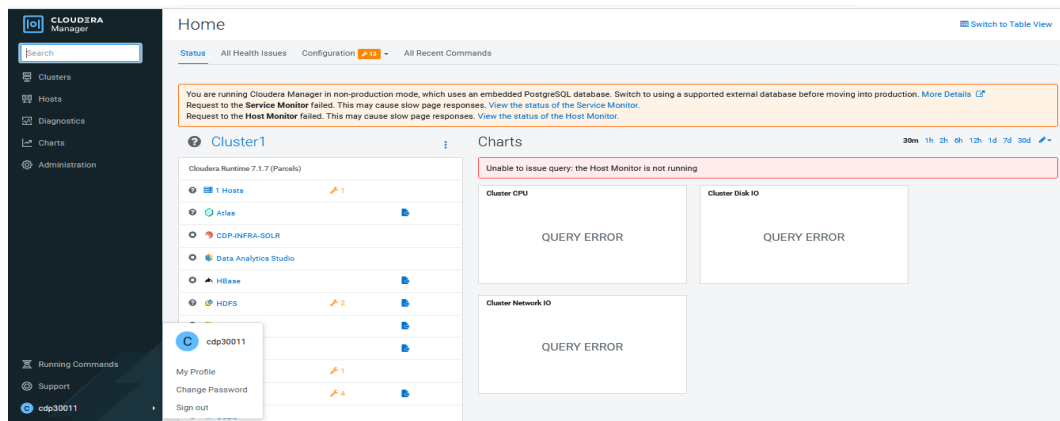 CLOUDERA
Manager
Search
Clusters
Hosts
Diagnostics
Charts
Administration
Running Commands
Support
C cdp30011
Home
Switch to Table View
Status All Health Issues Configuration 13 All Recent Commands
You are running Cloudera Manager in non-production mode, which uses an embedded PostgreSQL database. Switch to using a supported external database before moving into production. More Details
Request to the Service Monitor failed. This may cause slow page responses. View the status of the Service Monitor.
Request to the Host Monitor failed. This may cause slow page responses. View the status of the Host Monitor.
Cluster1
Cloudera Runtime 7.1.7 (Parcels)
1 Hosts 1
Atlas
CDP-INFRA-SOLR
Data Analytics Studio
HBase
HDFS 2
1
4
C cdp30011
My Profile
Change Password
Sign out
Charts
30m 1h 2h 6h 12h 1d 7d 30d
Unable to issue query: the Host Monitor is not running
Cluster CPU
QUERY ERROR
Cluster Disk IO
QUERY ERROR
Cluster Network IO
QUERY ERROR